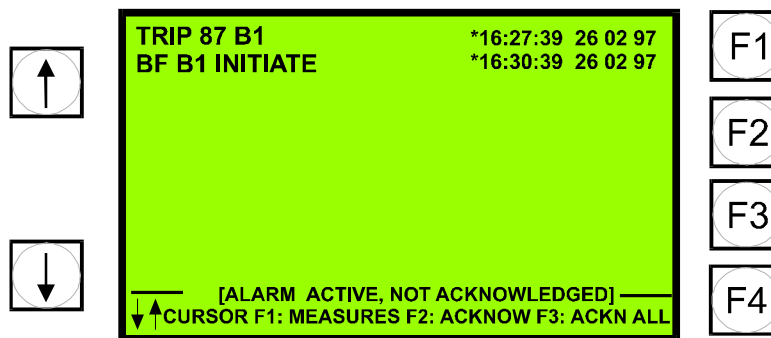 TRIP 87 B1 *16:27:39 26 02 97
BF B1 INITIATE *16:30:39 26 02 97
[ALARM ACTIVE, NOT ACKNOWLEDGED]
CURSOR F1: MEASURES F2: ACKNOW F3: ACKN ALL
F1
F2
F3
F4